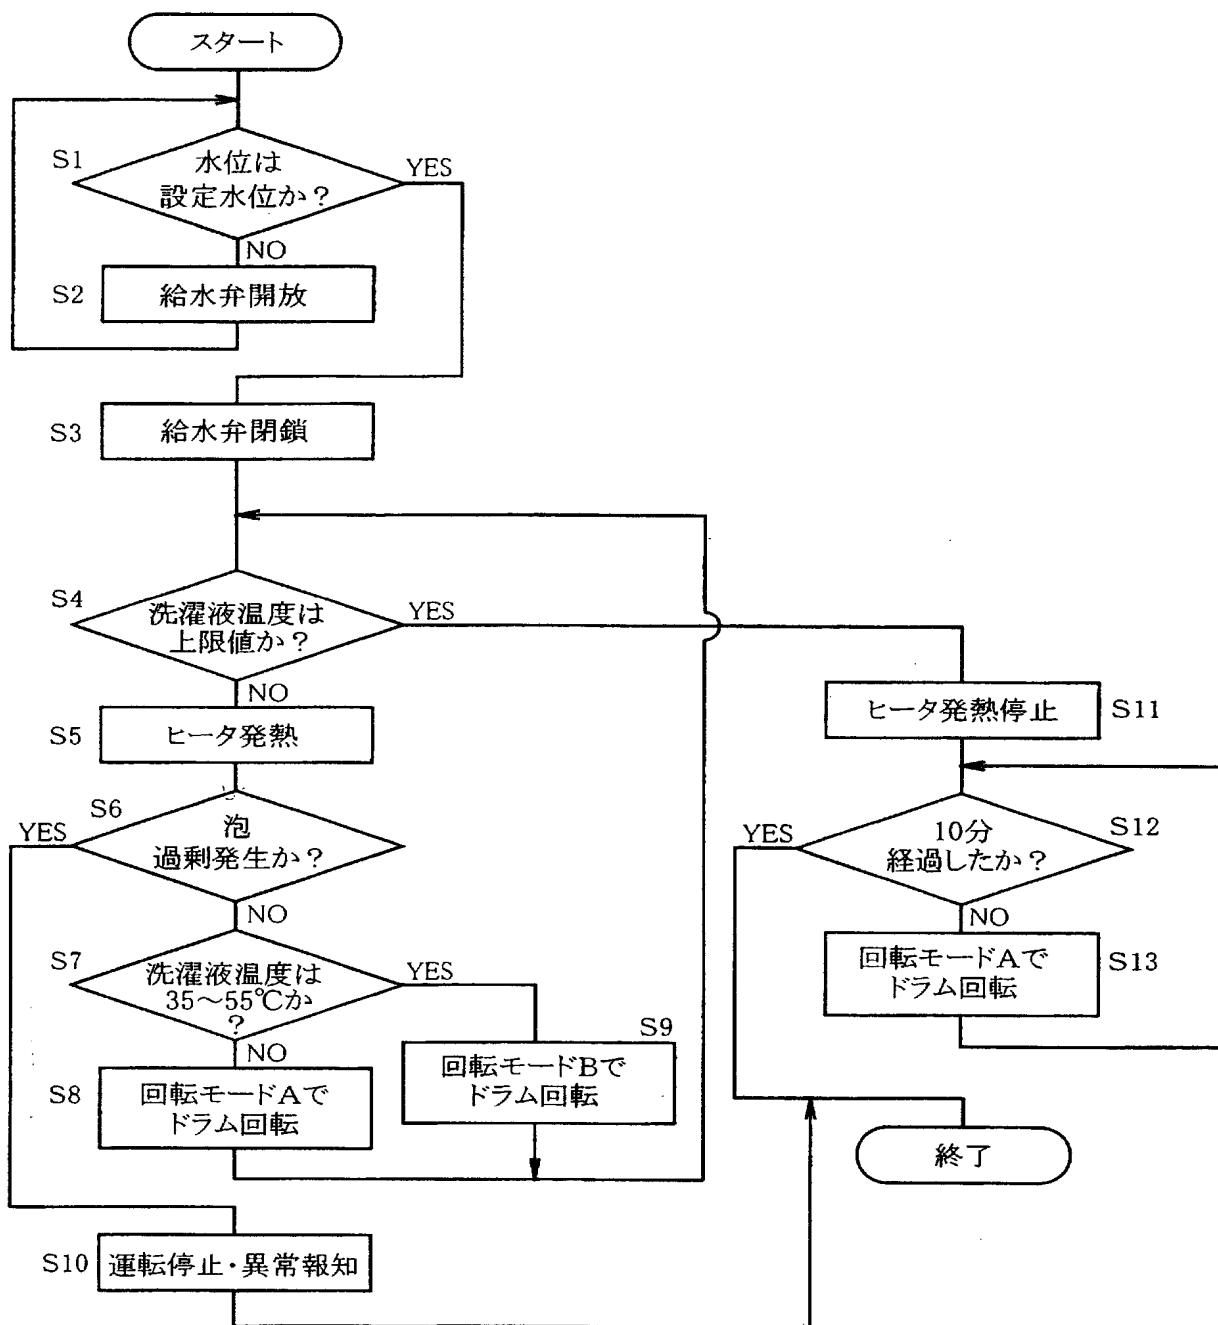 スタート
S1
水位は
設定水位か？
YES
NO
S2
給水弁開放
S3
給水弁閉鎖
S4
洗濯液温度は
上限値か？
YES
NO
S5
ヒータ発熱
S6
YES
泡
過剰発生か？
NO
S7
洗濯液温度は
35～55℃か
？
YES
NO
S8
回転モードAで
ドラム回転
S9
回転モードBで
ドラム回転
S10
運転停止・異常報知
ヒータ発熱停止
S11
YES
10分
経過したか？
S12
NO
回転モードAで
ドラム回転
S13
終了